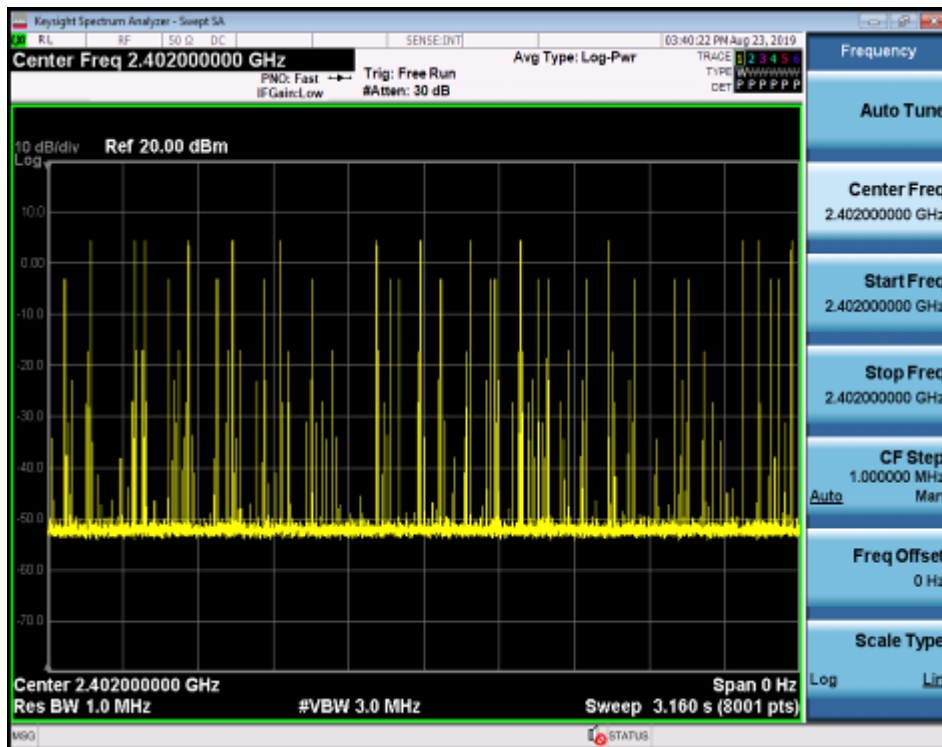 Keysight Spectrum Analyzer - Swept SA
RL RF 50 Ω DC SENSE:INT 03:40:22 PM Aug 23, 2019
Center Freq 2.402000000 GHz
PNO: Fast
IFGain:Low
Trig: Free Run
#Atten: 30 dB
Avg Type: Log-Pwr
TRACE 1 2 3 4 5 6
TYPE
DET P P P P P P
10 dB/div
Log
Ref 20.00 dBm
10.0
0.00
-10.0
-20.0
-30.0
-40.0
-50.0
-60.0
-70.0
Center 2.402000000 GHz
Span 0 Hz
Res BW 1.0 MHz
#VBW 3.0 MHz
Sweep 3.160 s (8001 pts)
MSG
STATUS
Frequency
Auto Tune
Center Freq
2.402000000 GHz
Start Freq
2.402000000 GHz
Stop Freq
2.402000000 GHz
CF Step
1.000000 MHz
Auto Man
Freq Offset
0 Hz
Scale Type
Log Lin